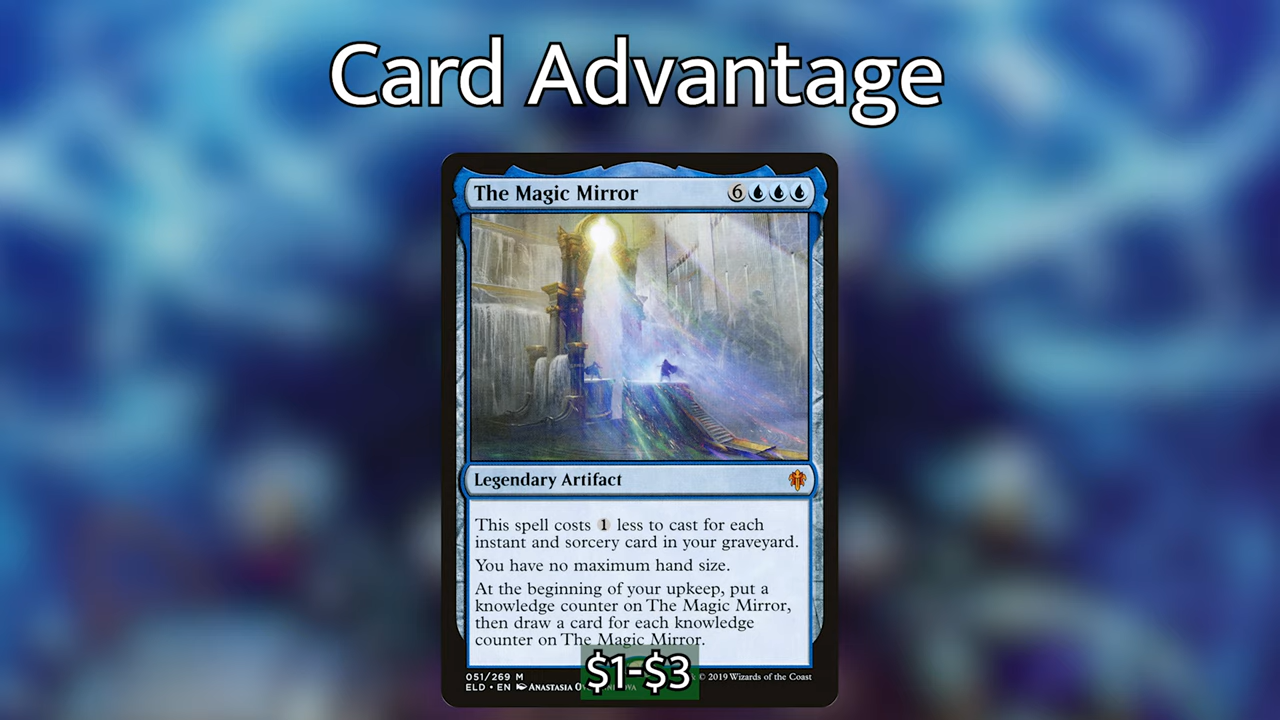 Card Advantage
The Magic Mirror 6
Legendary Artifact
This spell costs 1 less to cast for each
instant and sorcery card in your graveyard.
You have no maximum hand size.
At the beginning of your upkeep, put a
knowledge counter on The Magic Mirror,
then draw a card for each knowledge
counter on The Magic Mirror.
$1-$3
051/269 M
ELD • EN ANASTASIA © 2019 Wizards of the Coast